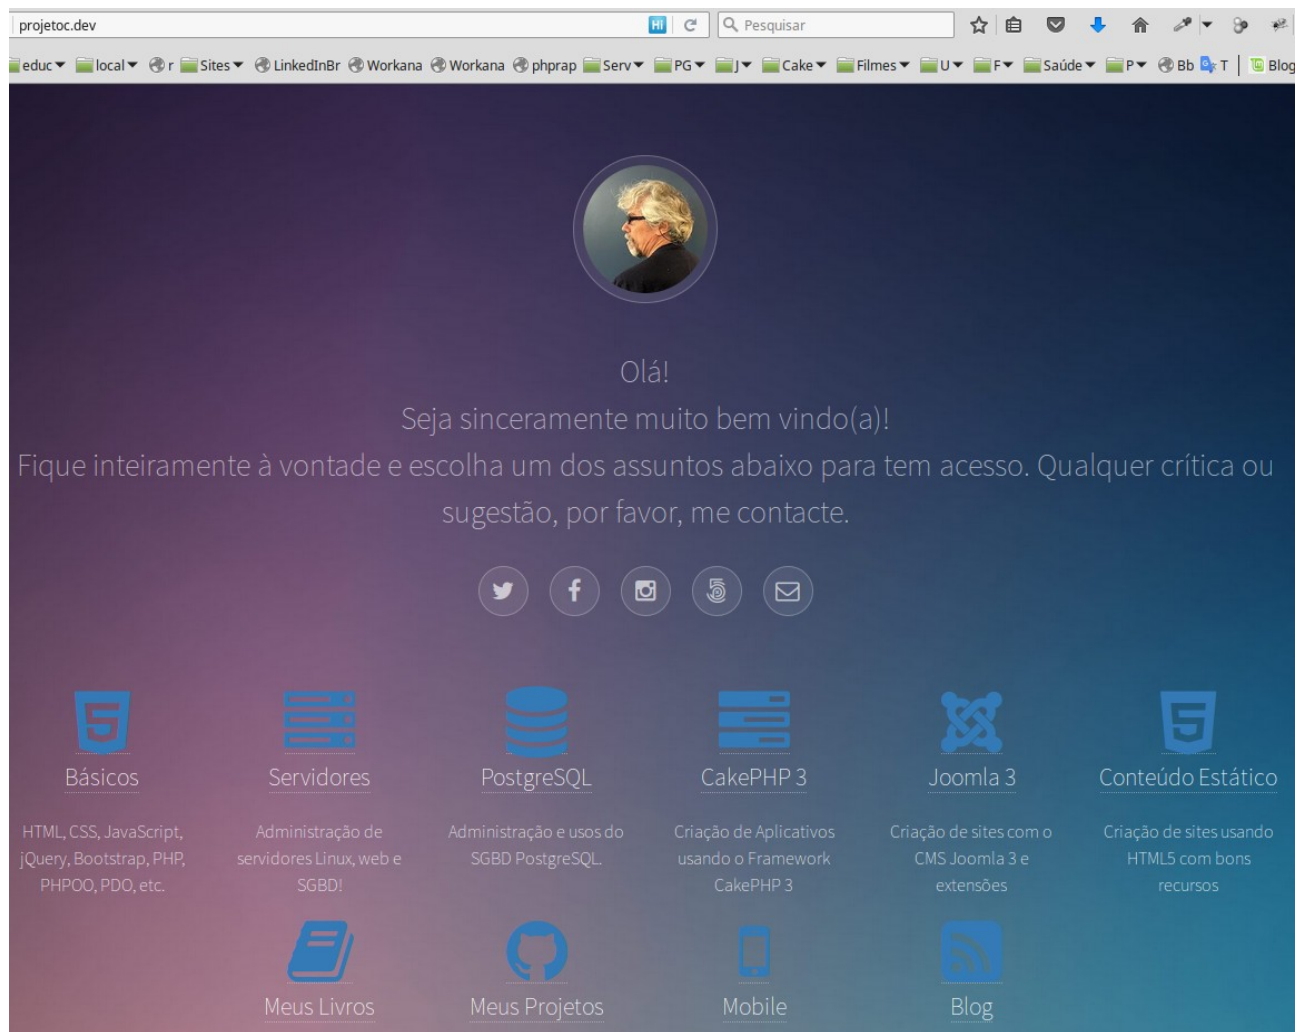 projetoc.dev Hi Pesquisar
educ local r Sites LinkedInBr Workana Workana phprap Serv PG J Cake Filmes U F Saúde P Bb T Blog
Olá!
Seja sinceramente muito bem vindo(a)!
Fique inteiramente à vontade e escolha um dos assuntos abaixo para tem acesso. Qualquer crítica ou
sugestão, por favor, me contacte.
Básicos
HTML, CSS, JavaScript,
jQuery, Bootstrap, PHP,
PHPOO, PDO, etc.
Servidores
Administração de
servidores Linux, web e
SGBD!
PostgreSQL
Administração e usos do
SGBD PostgreSQL.
CakePHP 3
Criação de Aplicativos
usando o Framework
CakePHP 3
Joomla 3
Criação de sites com o
CMS Joomla 3 e
extensões
Conteúdo Estático
Criação de sites usando
HTML5 com bons
recursos
Meus Livros
Meus Projetos
Mobile
Blog